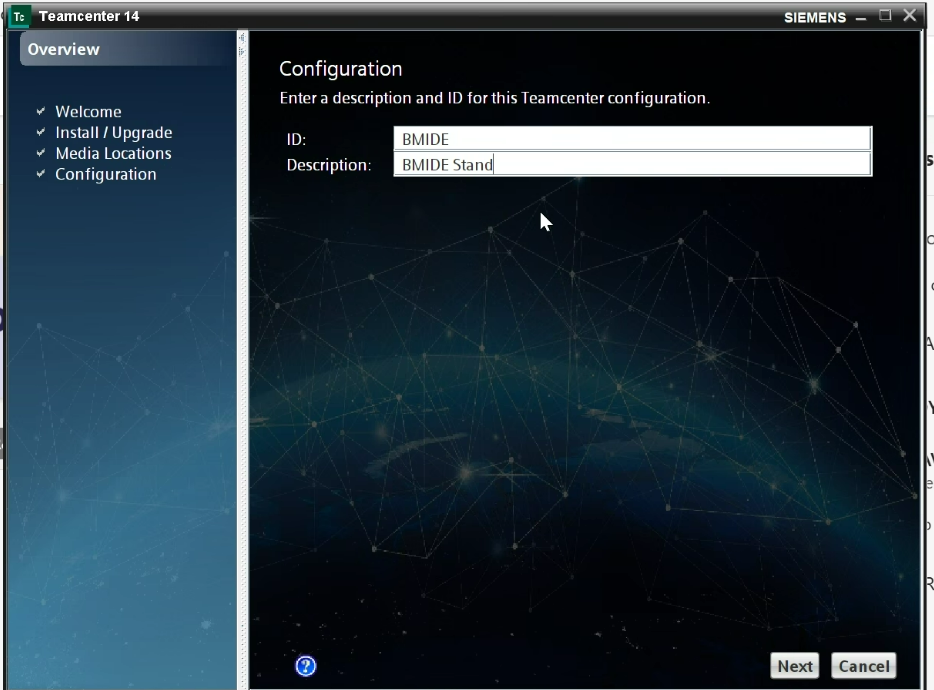 Tc Teamcenter 14 SIEMENS
Overview
Welcome
Install / Upgrade
Media Locations
Configuration
Configuration
Enter a description and ID for this Teamcenter configuration.
ID: BMIDE
Description: BMIDE Stand
? Next Cancel